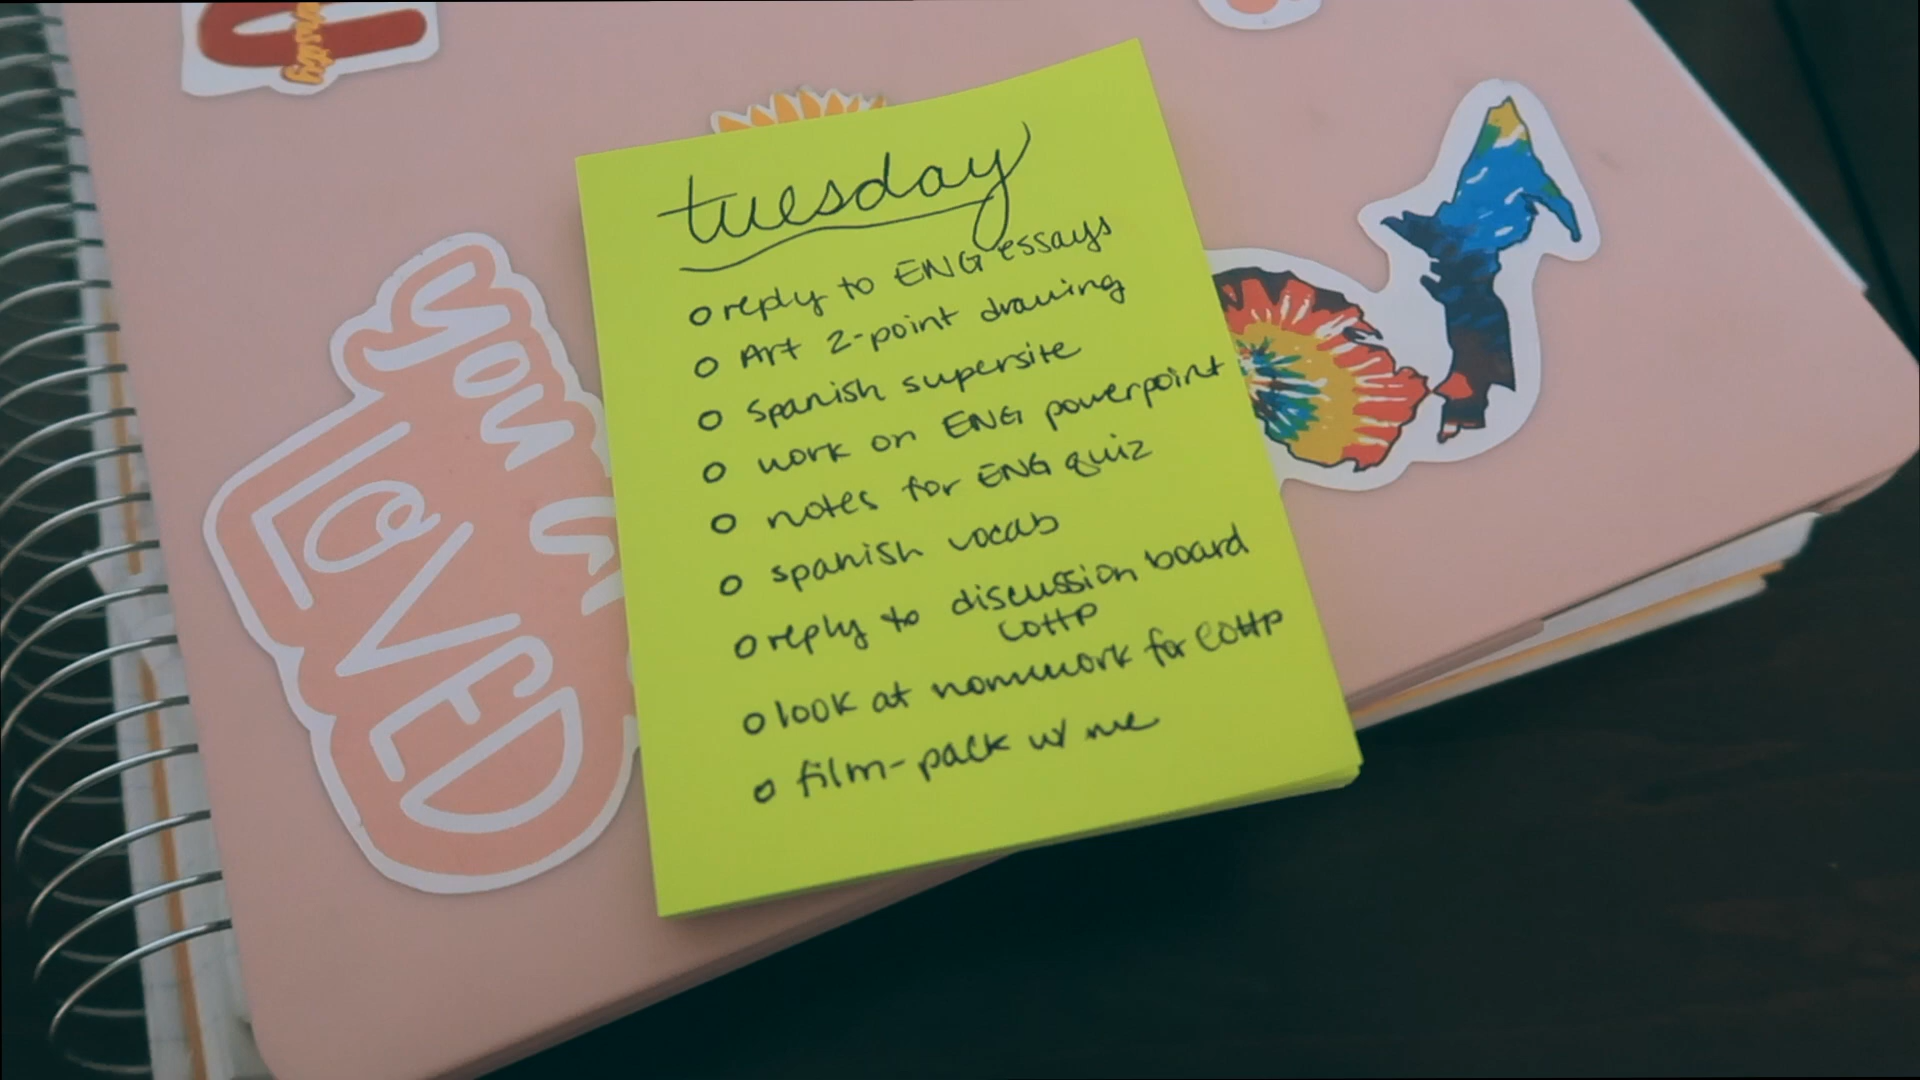 tuesday
o reply to ENG essays
o Art 2-point drawing
o spanish supersite
o work on ENG powerpoint
o notes for ENG quiz
o spanish vocab
o reply to discussion board
COHP
o look at homework for COHP
o film-pack w/ me
you
LOVED